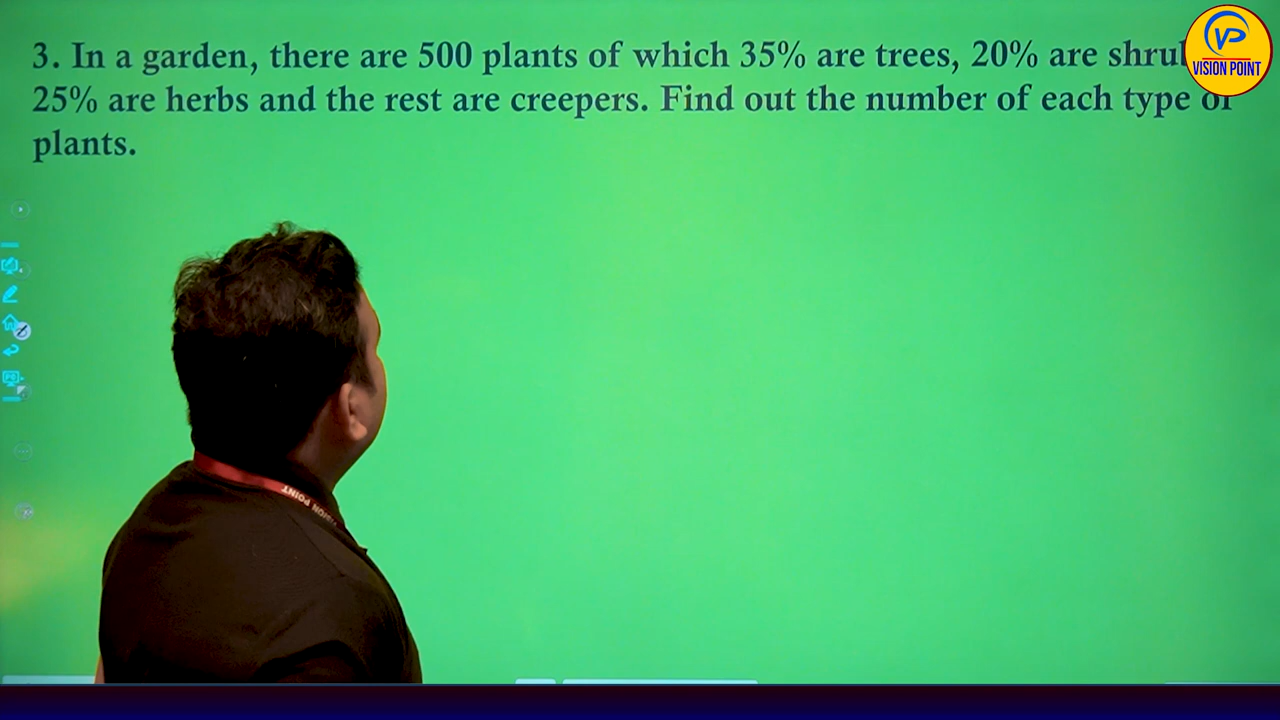 3. In a garden, there are 500 plants of which 35% are trees, 20% are
25% are herbs and the rest are creepers. Find out the number of each type of
plants.
VP
VISION POINT
VISION POINT